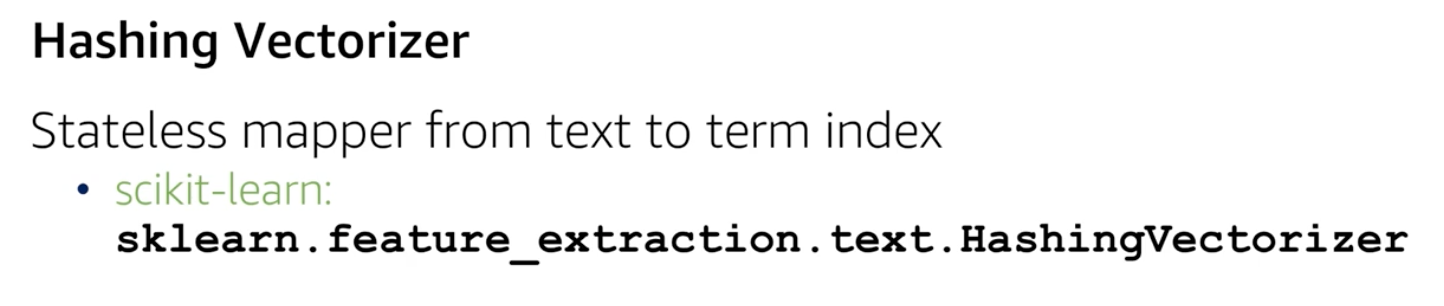 Hashing Vectorizer
Stateless mapper from text to term index
• scikit-learn:
sklearn.feature_extraction.text.HashingVectorizer